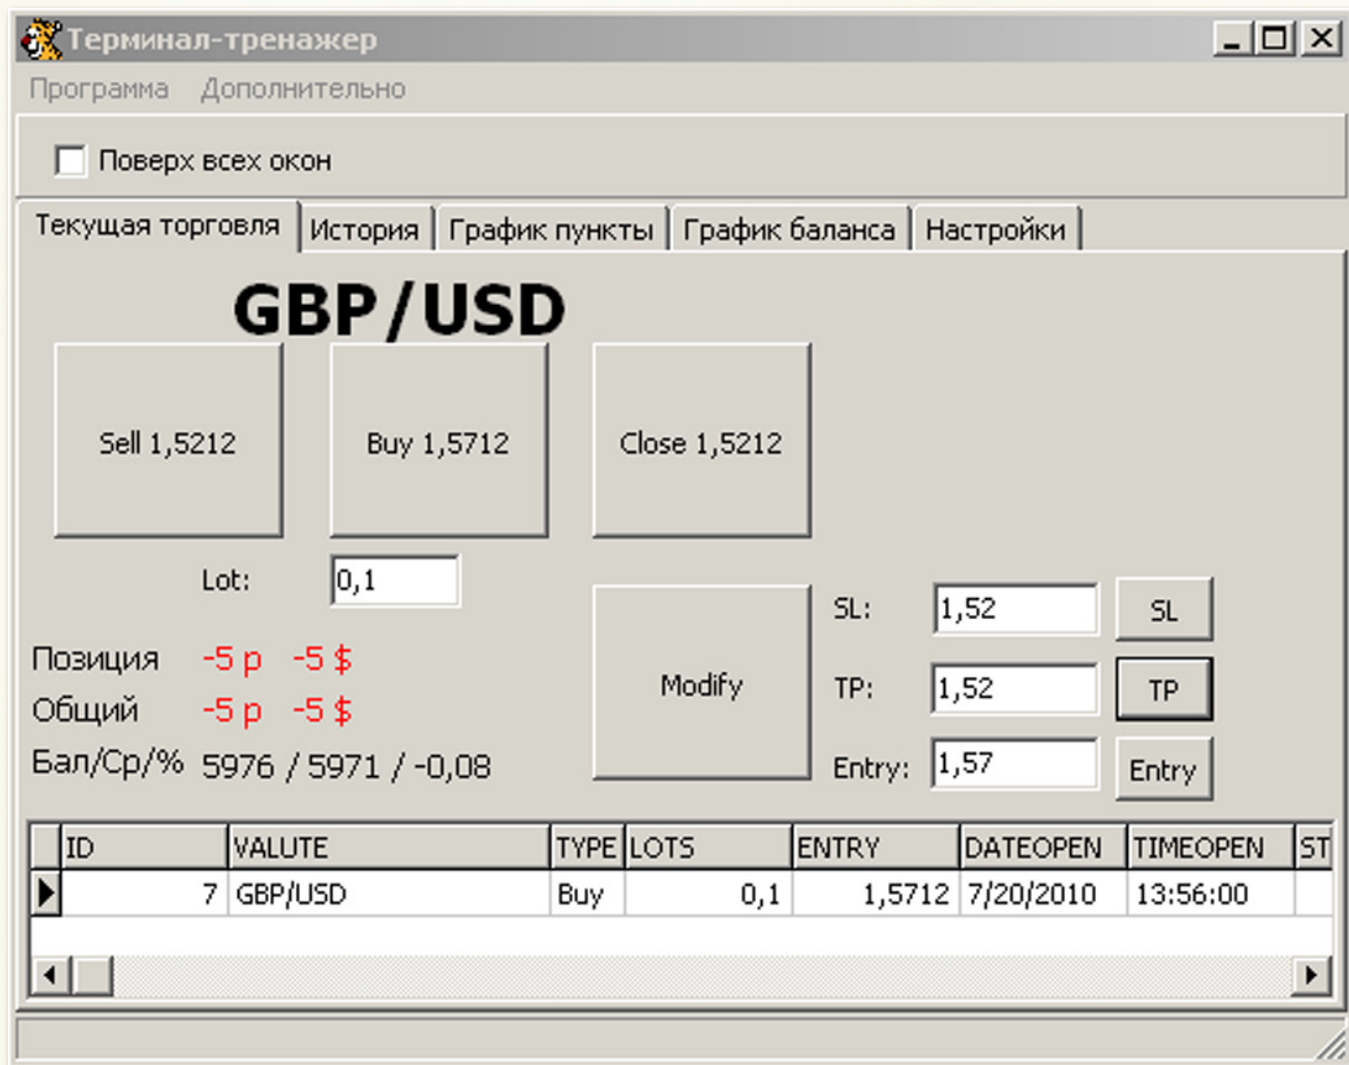 Терминал-тренажер
Программа Дополнительно
Поверх всех окон
Текущая торговля История График пункты График баланса Настройки
GBP/USD
Sell 1,5212 Buy 1,5712 Close 1,5212
Lot: 0,1
SL: 1,52 SL
Позиция -5 p -5 $
Modify TP: 1,52 TP
Общий -5 p -5 $
Бал/Ср/% 5976 / 5971 / -0,08
Entry: 1,57 Entry
ID VALUTE TYPE LOTS ENTRY DATEOPEN TIMEOPEN ST
7 GBP/USD Buy 0,1 1,5712 7/20/2010 13:56:00